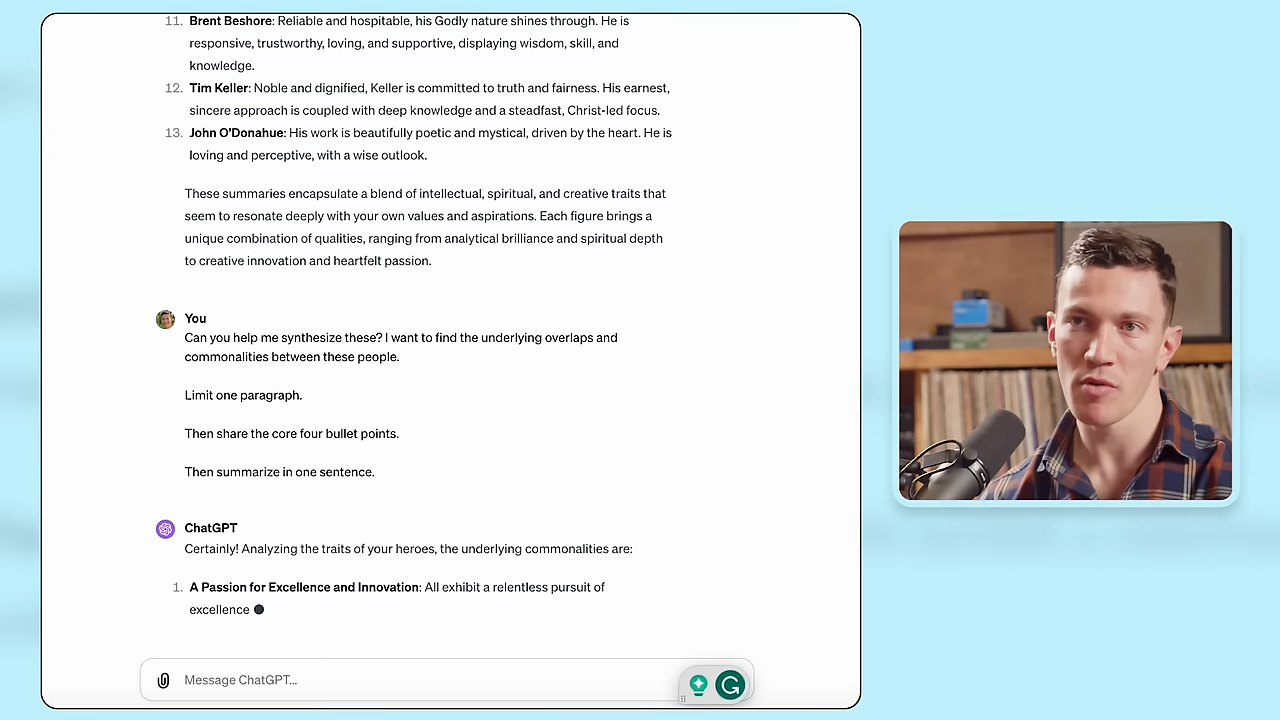 11. Brent Beshore: Reliable and hospitable, his Godly nature shines through. He is
responsive, trustworthy, loving, and supportive, displaying wisdom, skill, and
knowledge.
12. Tim Keller: Noble and dignified, Keller is committed to truth and fairness. His earnest,
sincere approach is coupled with deep knowledge and a steadfast, Christ-led focus.
13. John O'Donahue: His work is beautifully poetic and mystical, driven by the heart. He is
loving and perceptive, with a wise outlook.
These summaries encapsulate a blend of intellectual, spiritual, and creative traits that
seem to resonate deeply with your own values and aspirations. Each figure brings a
unique combination of qualities, ranging from analytical brilliance and spiritual depth
to creative innovation and heartfelt passion.
You
Can you help me synthesize these? I want to find the underlying overlaps and
commonalities between these people.
Limit one paragraph.
Then share the core four bullet points.
Then summarize in one sentence.
ChatGPT
Certainly! Analyzing the traits of your heroes, the underlying commonalities are:
1. A Passion for Excellence and Innovation: All exhibit a relentless pursuit of
excellence
Message ChatGPT...